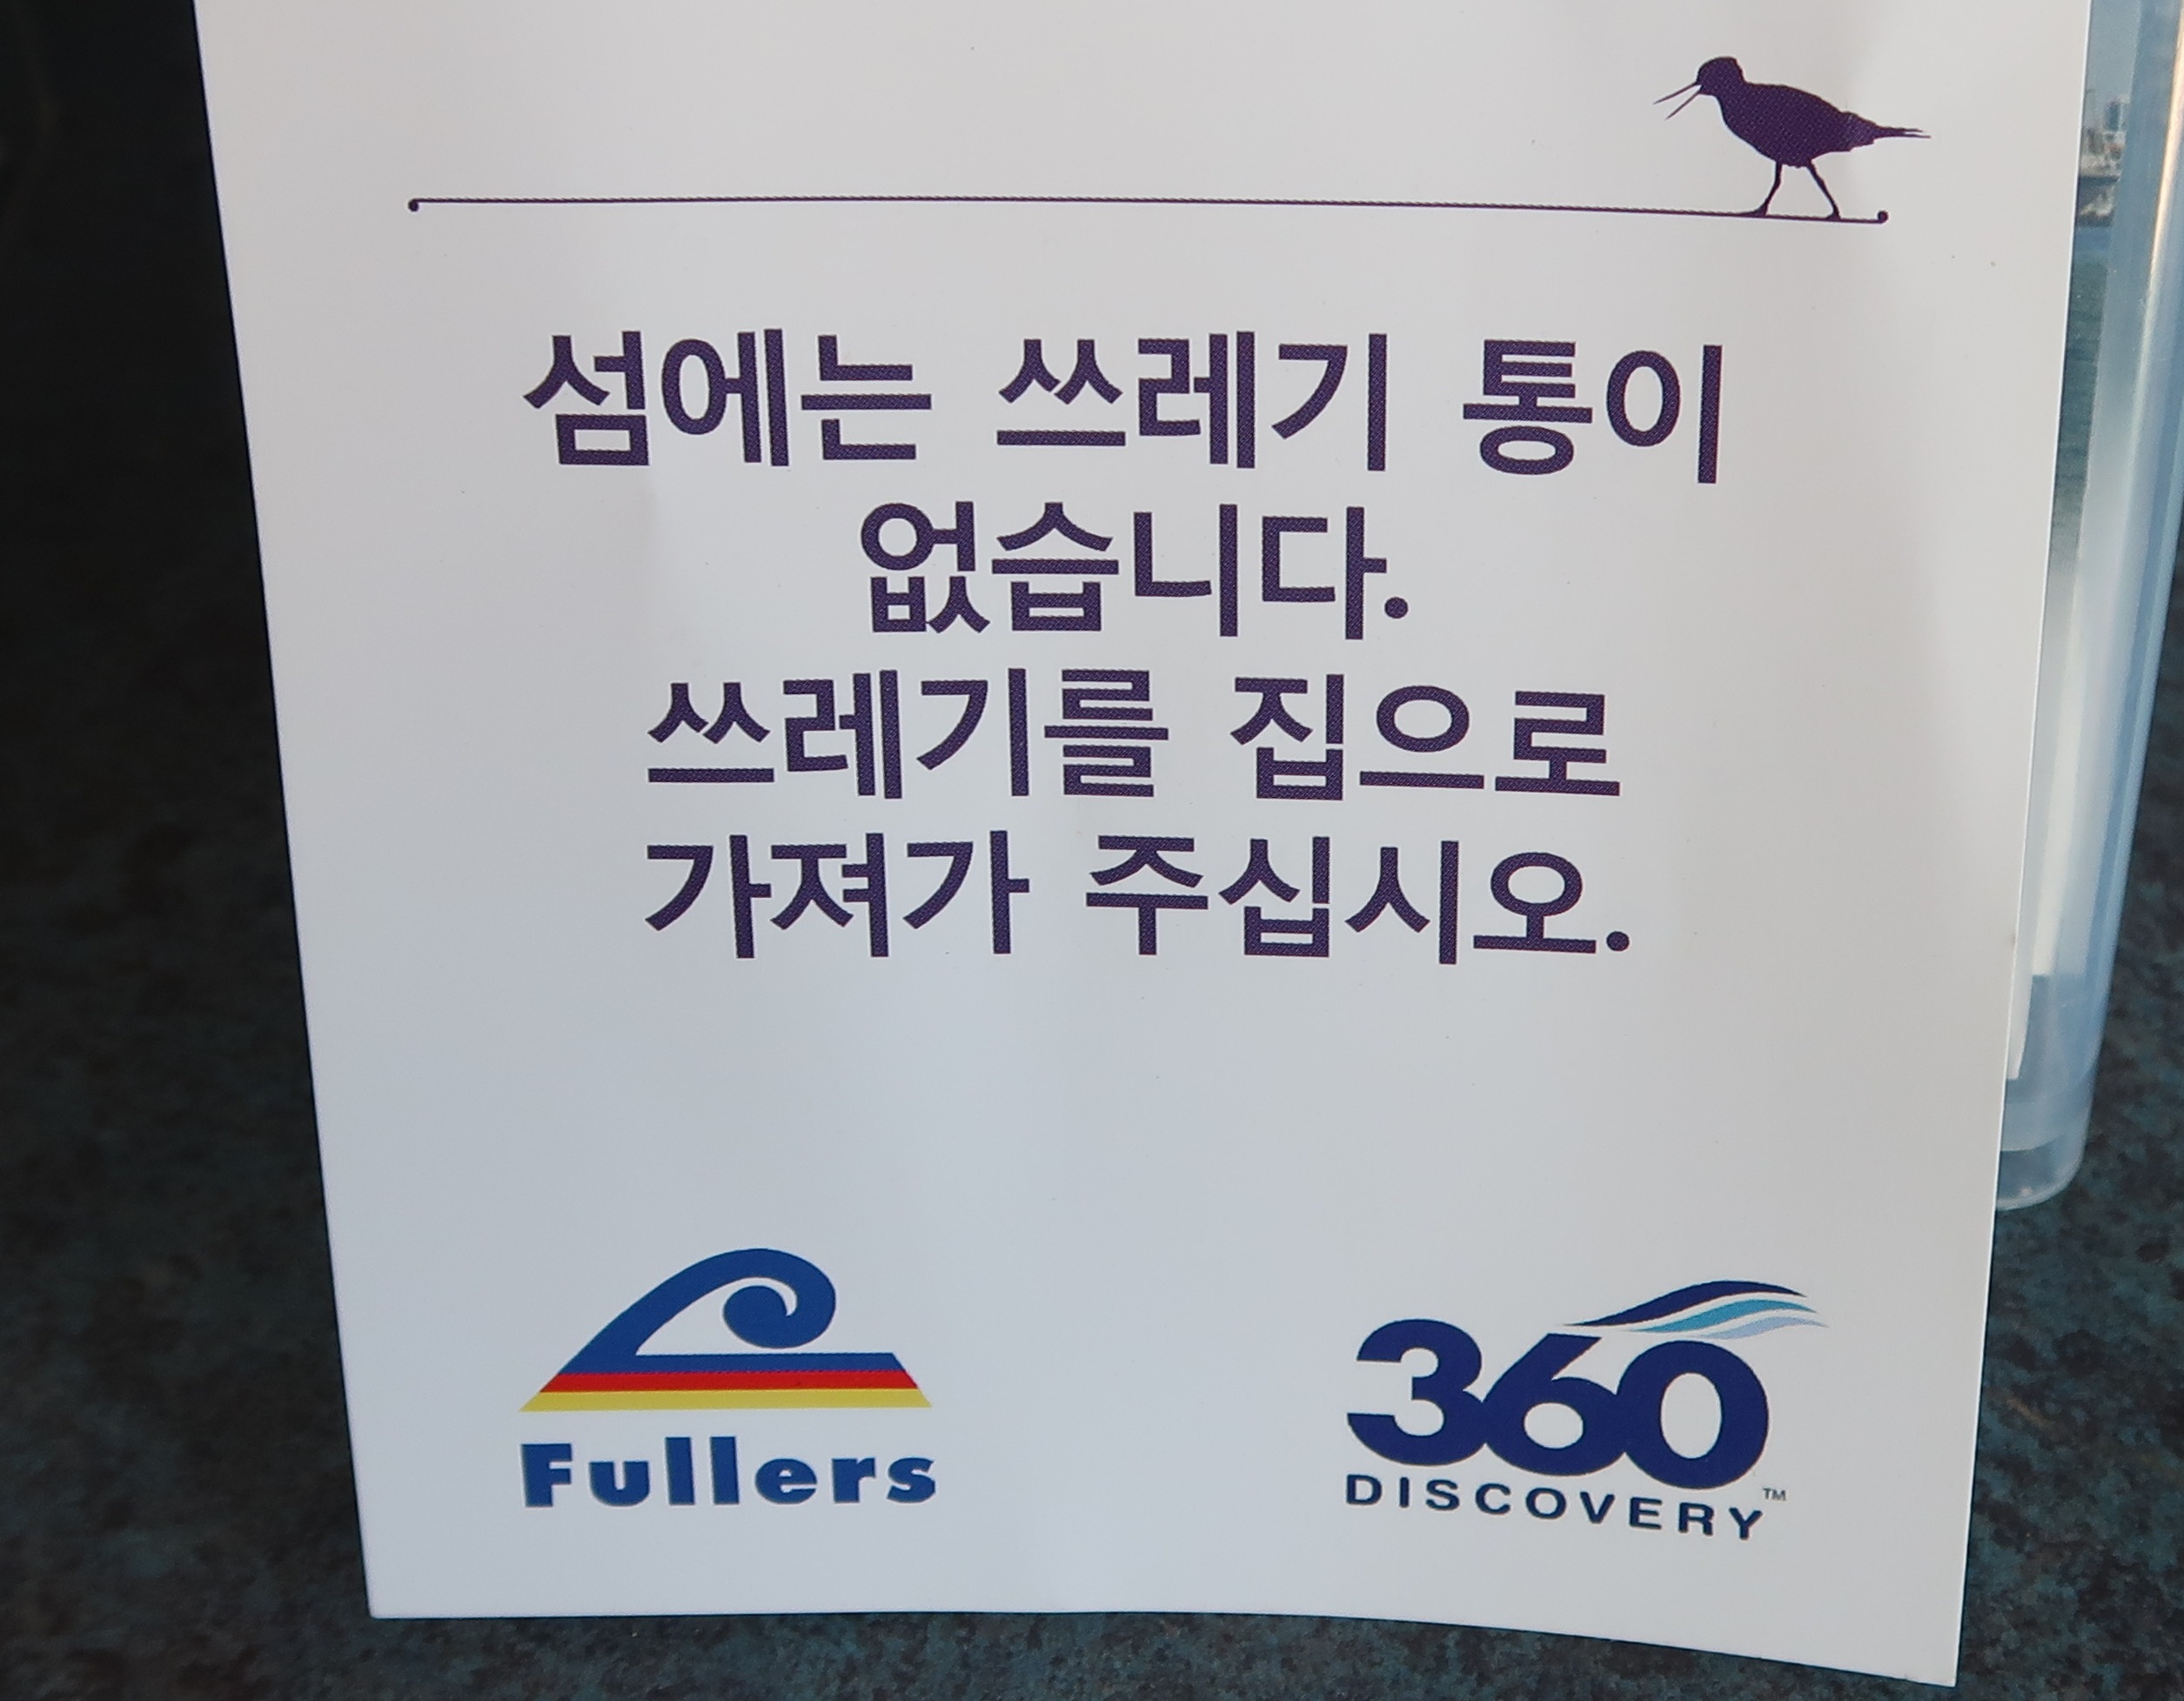 섬에는 쓰레기 통이
없습니다.
쓰레기를 집으로
가져가 주십시오.
Fullers
360
DISCOVERY™